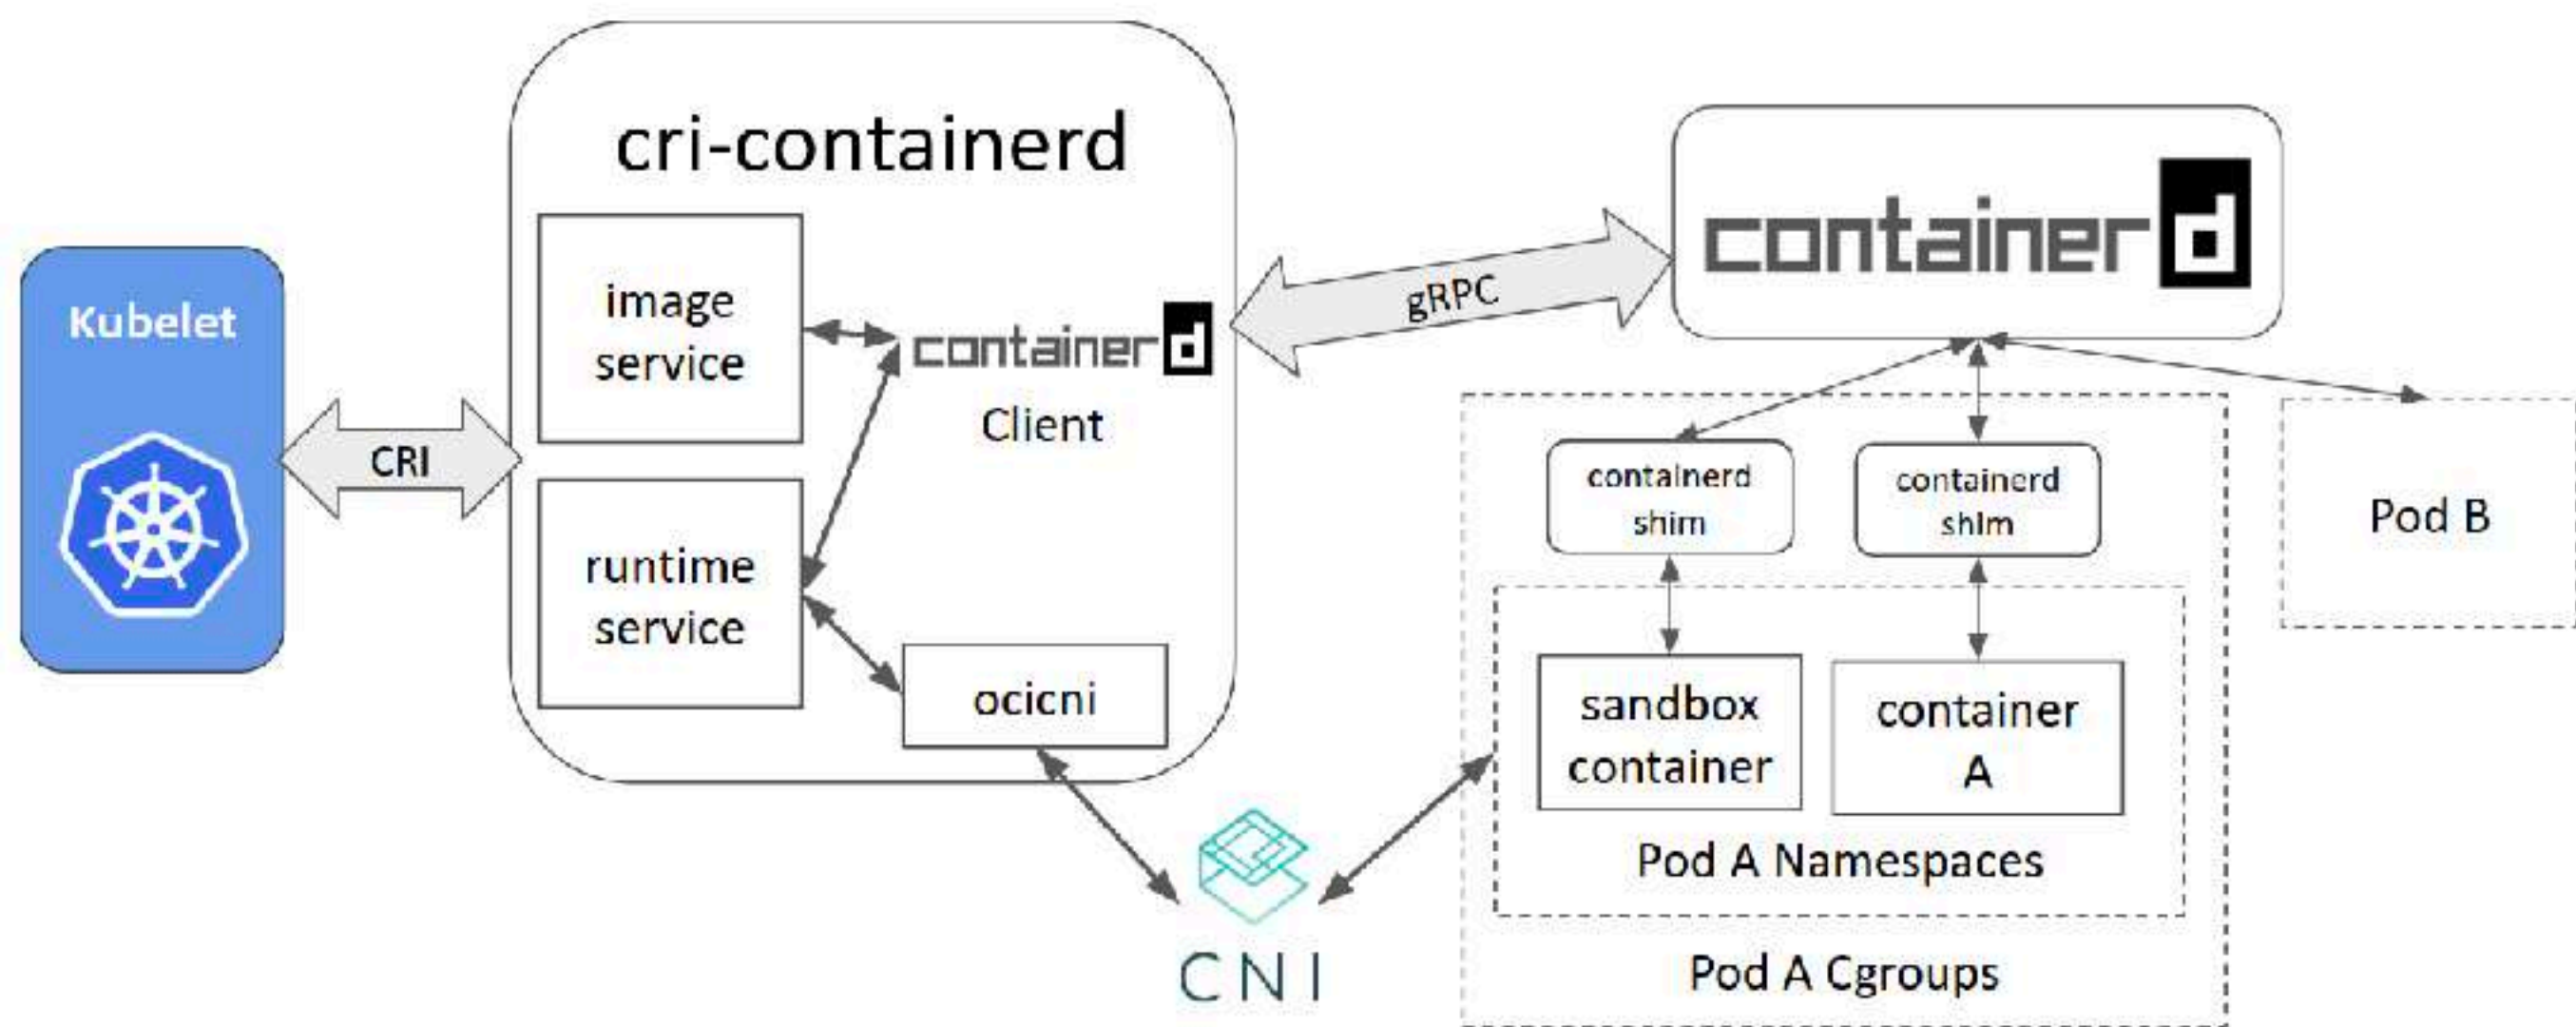 cri-containerd
Kubelet
CRI
image
service
runtime
service
containerd
Client
ocicni
gRPC
containerd
containerd
shim
containerd
shim
sandbox
container
container
A
Pod A Namespaces
Pod A Cgroups
Pod B
CNI